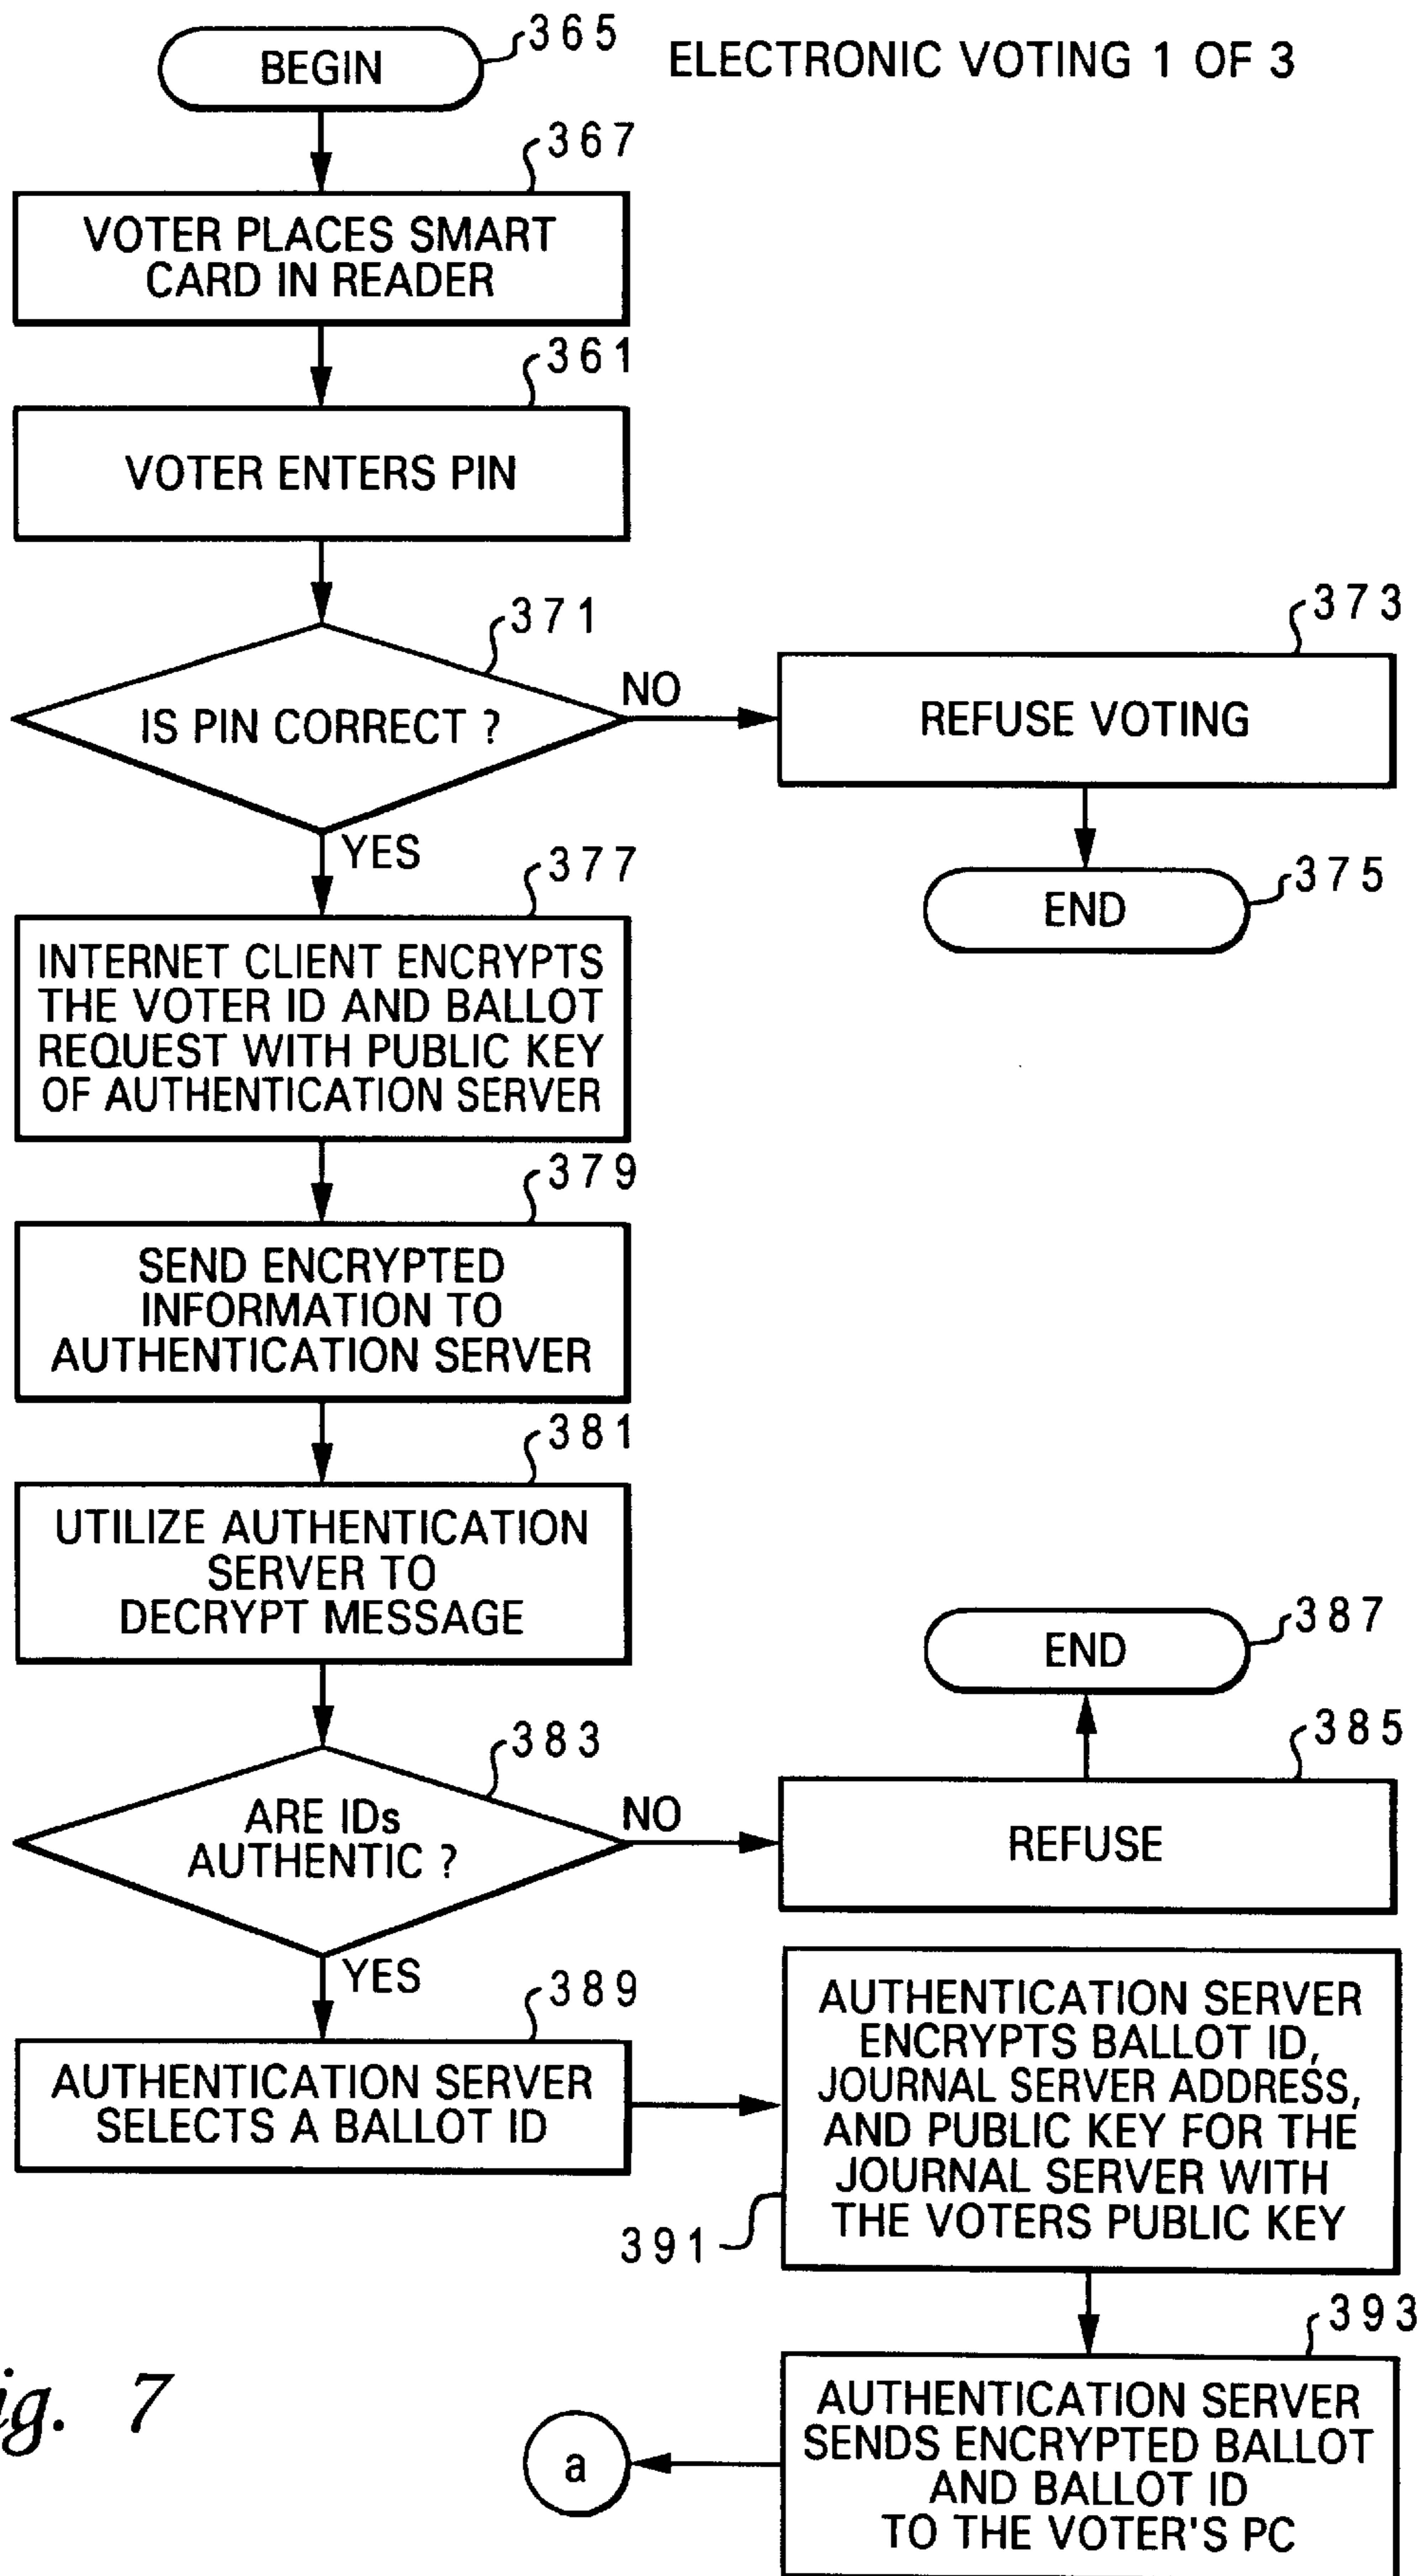 BEGIN
365
ELECTRONIC VOTING 1 OF 3
367
VOTER PLACES SMART
CARD IN READER
361
VOTER ENTERS PIN
371
IS PIN CORRECT ?
NO
373
REFUSE VOTING
375
END
YES
377
INTERNET CLIENT ENCRYPTS
THE VOTER ID AND BALLOT
REQUEST WITH PUBLIC KEY
OF AUTHENTICATION SERVER
379
SEND ENCRYPTED
INFORMATION TO
AUTHENTICATION SERVER
381
UTILIZE AUTHENTICATION
SERVER TO
DECRYPT MESSAGE
383
ARE IDs
AUTHENTIC ?
NO
385
REFUSE
387
END
YES
389
AUTHENTICATION SERVER
SELECTS A BALLOT ID
AUTHENTICATION SERVER
ENCRYPTS BALLOT ID,
JOURNAL SERVER ADDRESS,
AND PUBLIC KEY FOR THE
JOURNAL SERVER WITH
THE VOTERS PUBLIC KEY
391
393
AUTHENTICATION SERVER
SENDS ENCRYPTED BALLOT
AND BALLOT ID
TO THE VOTER'S PC
a
ig. 7